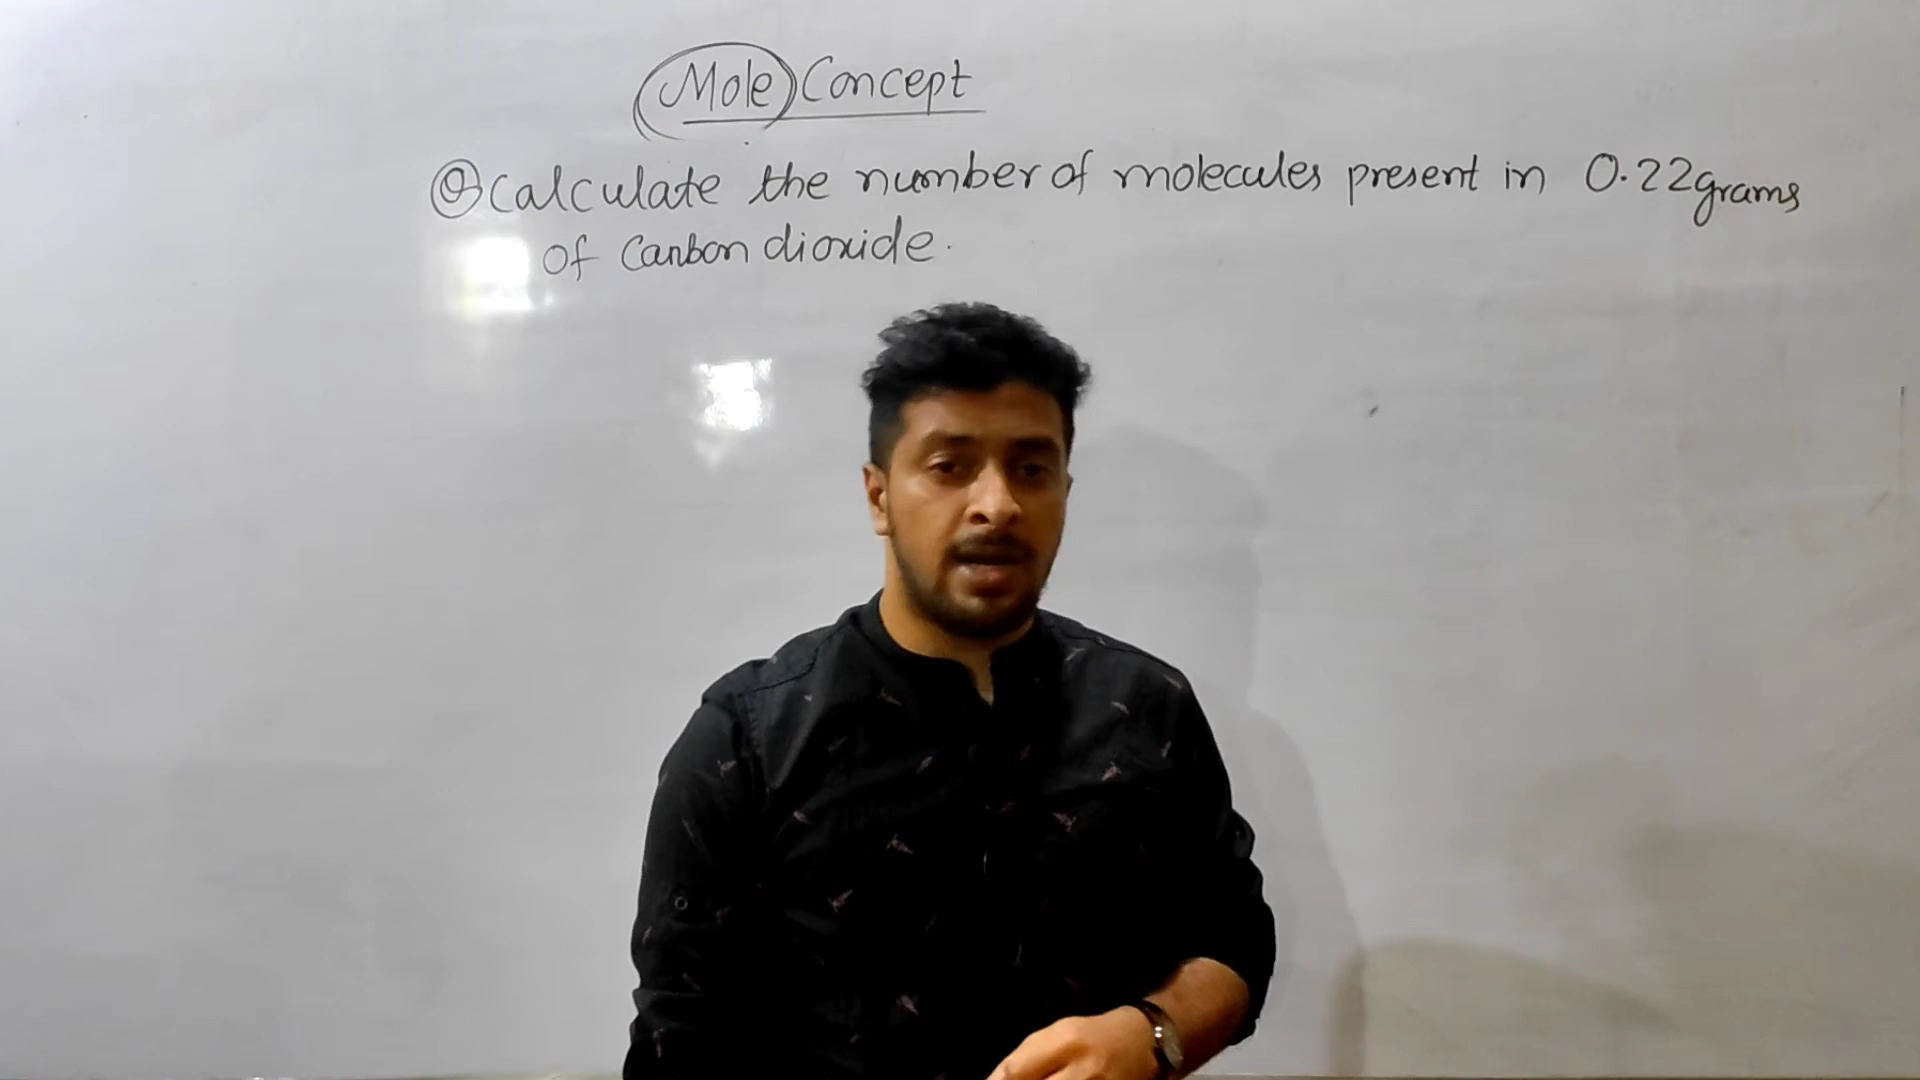 Mole Concept
Q Calculate the number of molecules present in 0.22grams
of Carbon dioxide.